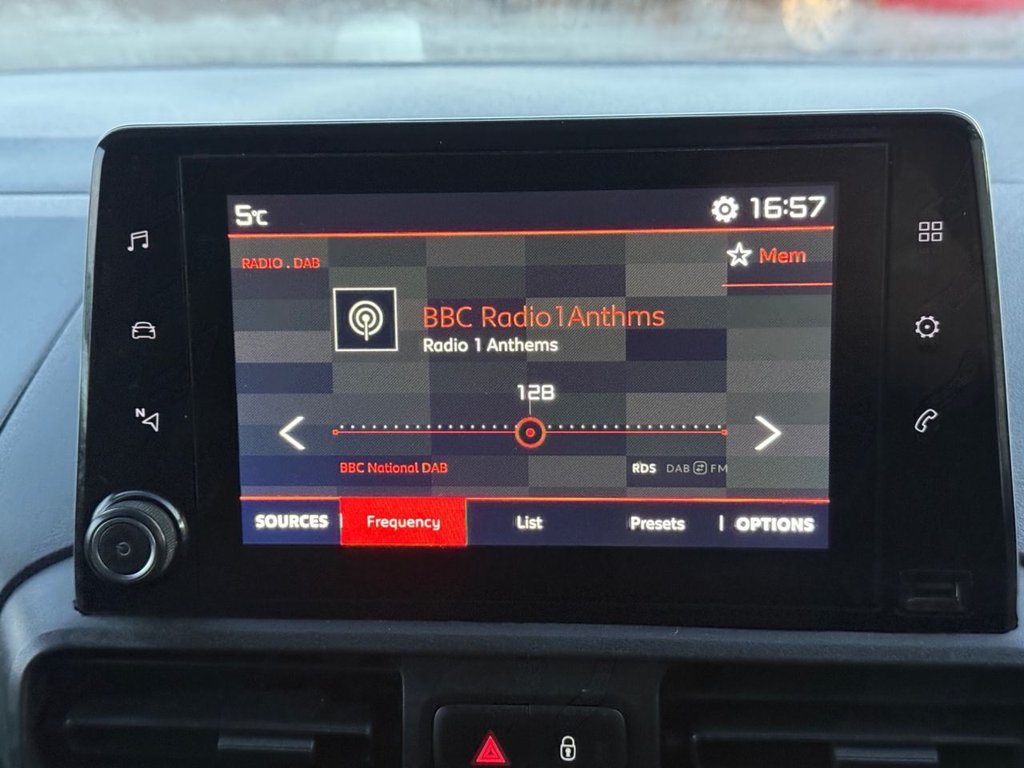 5℃ 16:57
RADIO . DAB
Mem
BBC Radio1Anthms
Radio 1 Anthems
128
BBC National DAB RDS DAB FM
SOURCES Frequency List Presets OPTIONS
N